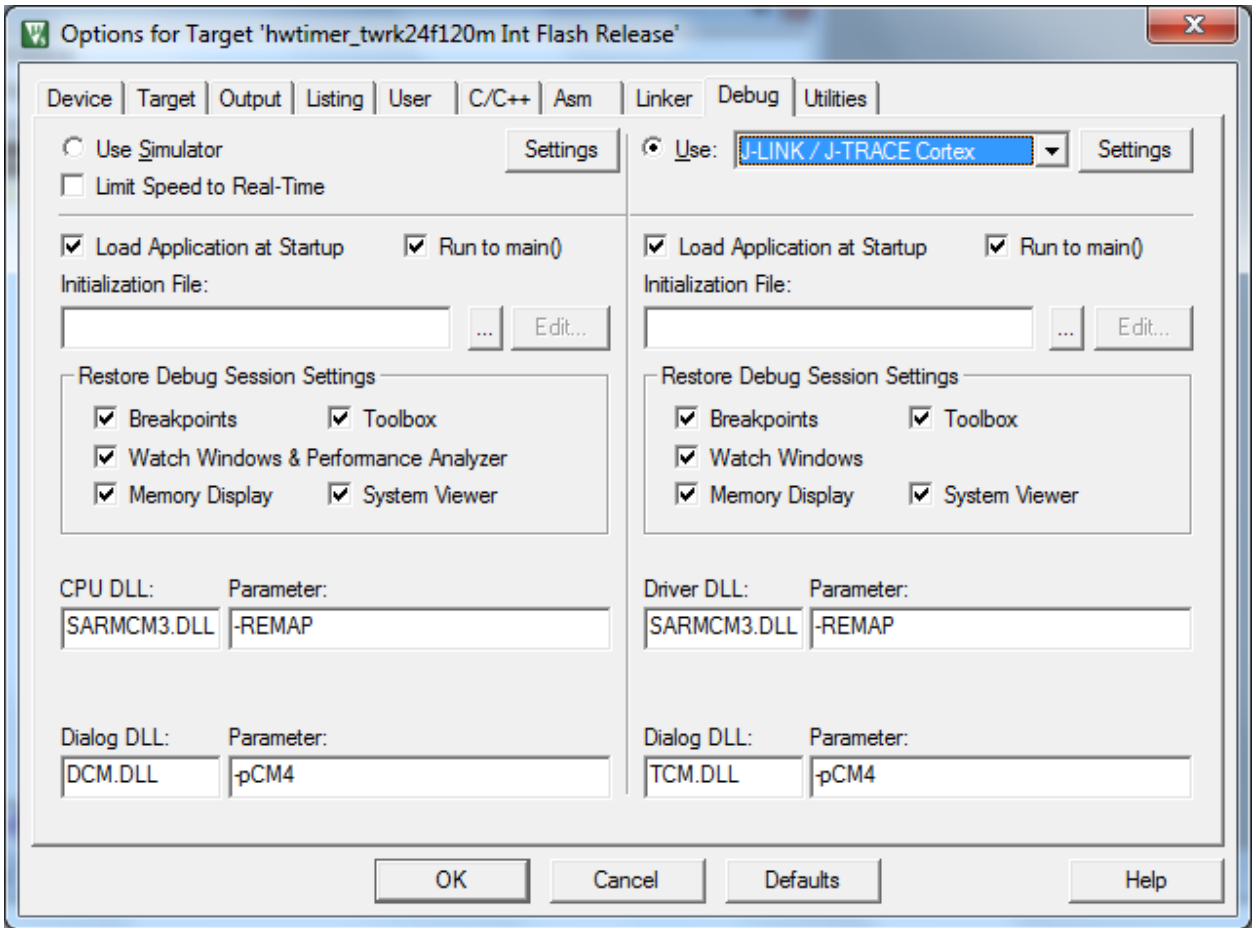 Options for Target 'hwtimer_twrk24f120m Int Flash Release'
Device Target Output Listing User C/C++ Asm Linker Debug Utilities
Use Simulator Settings Use: J-LINK / J-TRACE Cortex Settings
Limit Speed to Real-Time
Load Application at Startup Run to main() Load Application at Startup Run to main()
Initialization File: Initialization File:
... Edit... ... Edit...
Restore Debug Session Settings Restore Debug Session Settings
Breakpoints Toolbox Breakpoints Toolbox
Watch Windows & Performance Analyzer Watch Windows
Memory Display System Viewer Memory Display System Viewer
CPU DLL: Parameter: Driver DLL: Parameter:
SARMCM3.DLL -REMAP SARMCM3.DLL -REMAP
Dialog DLL: Parameter: Dialog DLL: Parameter:
DCM.DLL -pCM4 TCM.DLL -pCM4
OK Cancel Defaults Help